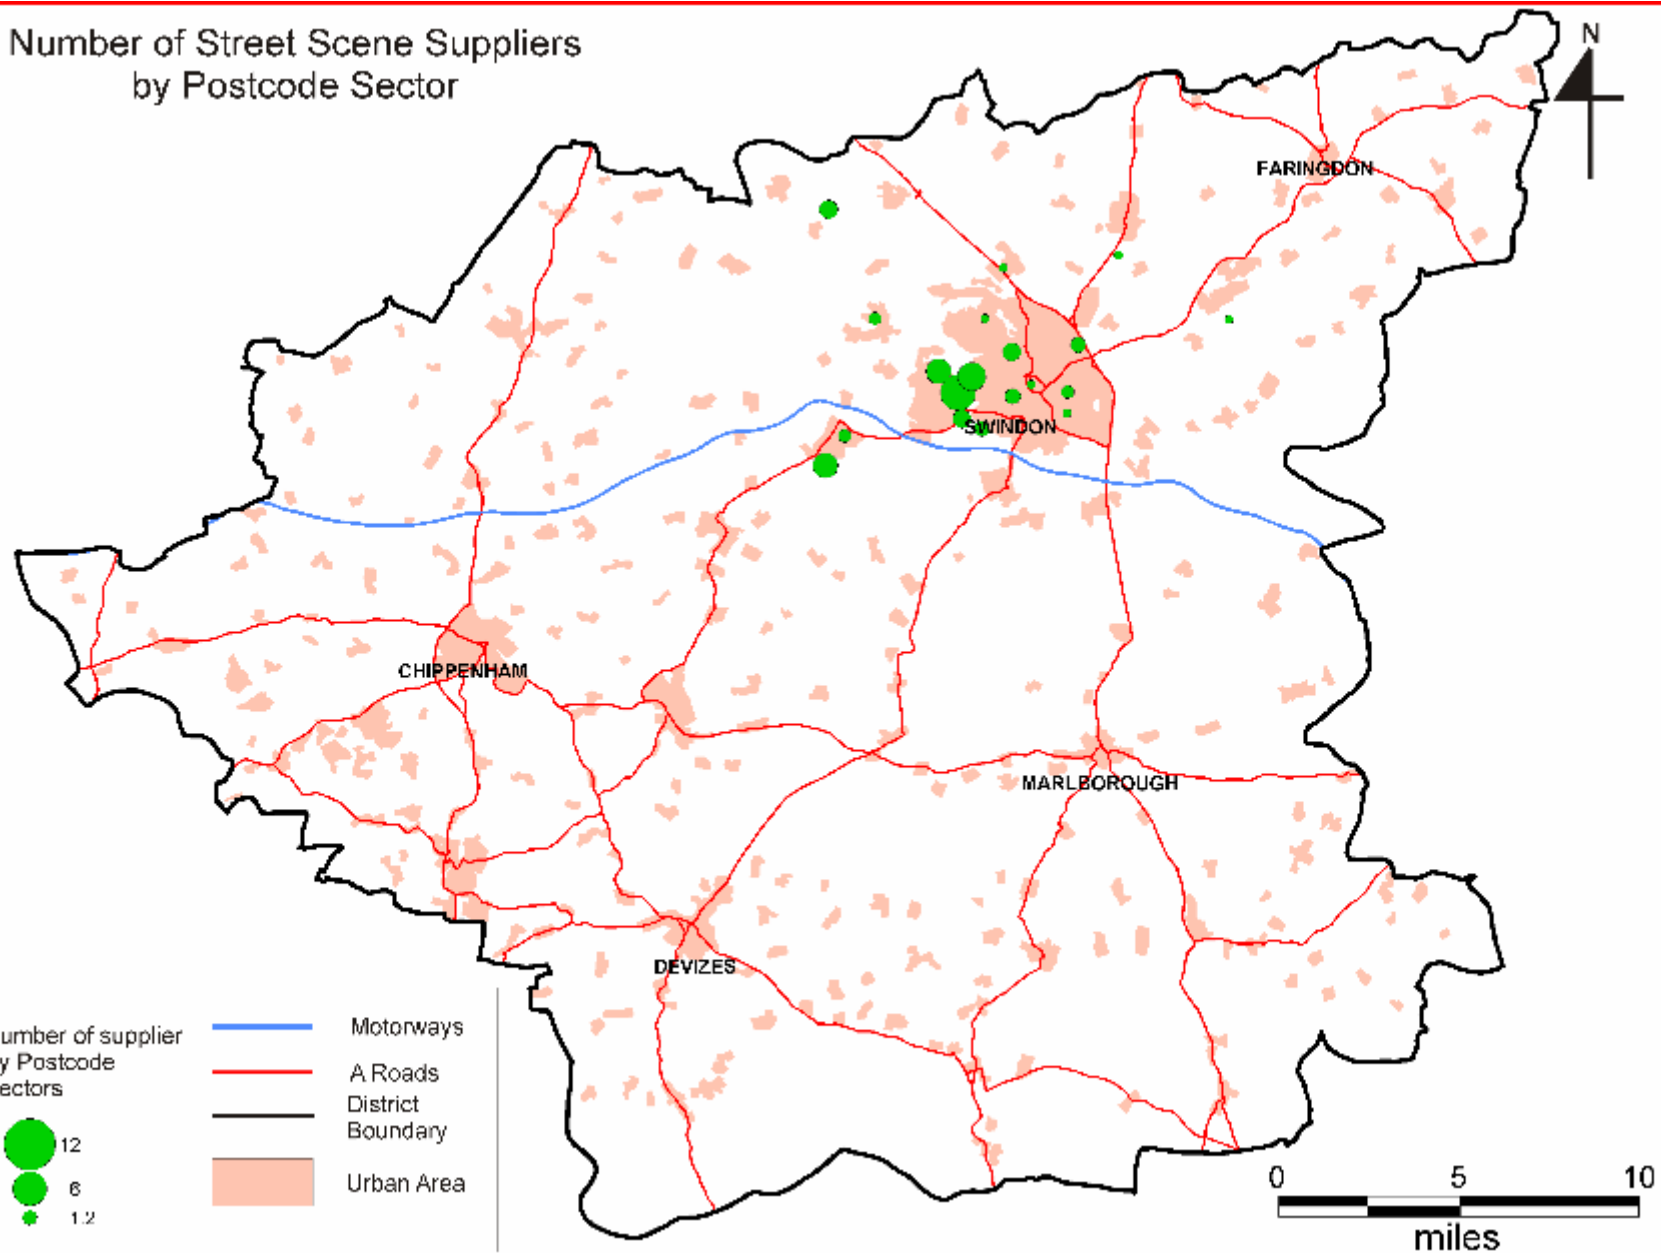 Number of Street Scene Suppliers
by Postcode Sector
N
FARINGDON
SWINDON
CHIPPENHAM
MARLBOROUGH
DEVIZES
umber of supplier
y Postcode
ectors
12
6
1.2
Motorways
A Roads
District
Boundary
Urban Area
0 5 10
miles